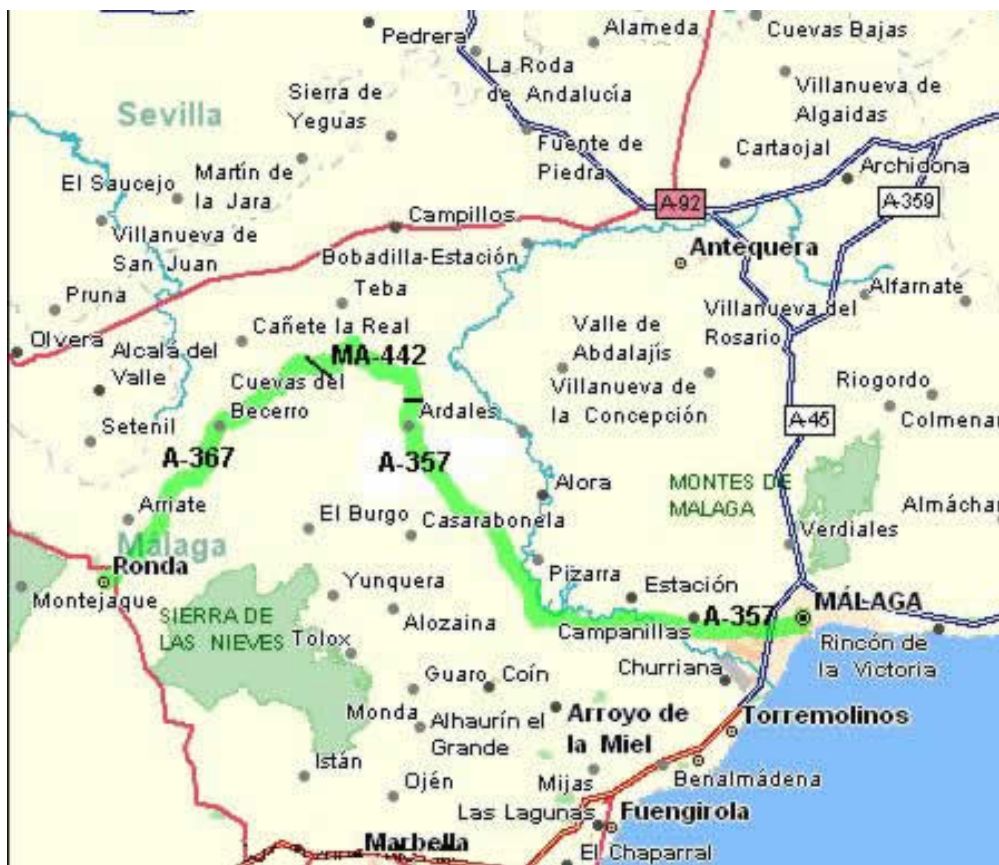 Pedrera
Alameda
Cuevas Bajas
La Roda
de Andalucía
Sierra de
Yeguas
Villanueva de
Algaidas
Sevilla
Fuente de
Piedra
Cartaojal
Archidona
El Saucejo
Martín de
la Jara
A-92
A-359
Campillos
Villanueva de
San Juan
Bobadilla-Estación
Antequera
Pruna
Teba
Alfarnate
Villanueva del
Rosario
Olvera
Cañete la Real
Valle de
Abdalajís
Alcalá del
Valle
MA-442
Cuevas del
Becerro
Villanueva de
la Concepción
Riogordo
Ardales
A-45
Colmenar
Setenil
A-367
A-357
Alora
MONTES DE
MALAGA
Arriate
El Burgo
Casarabonela
Almáchar
Verdiales
Málaga
Ronda
Pizarra
Montejaque
Yunquera
Estación
SIERRA DE
LAS NIEVES
Alozaina
A-357
MÁLAGA
Campanillas
Tolox
Rincón de
la Victoria
Churriana
Guaro
Coín
Monda
Alhaurín el
Grande
Arroyo de
la Miel
Torremolinos
Istán
Ojén
Mijas
Benalmádena
Las Lagunas
Fuengirola
Marbella
El Chaparral